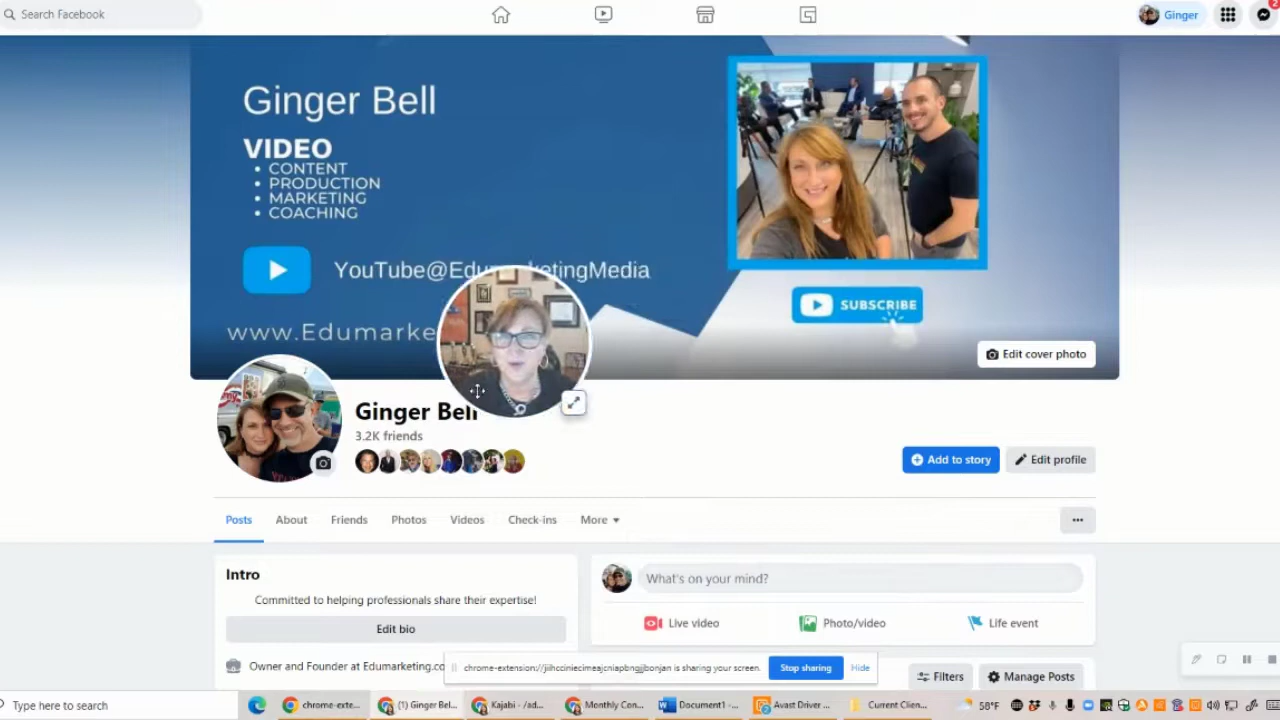 Search Facebook
Ginger
2
Ginger Bell
VIDEO
• CONTENT
• PRODUCTION
• MARKETING
• COACHING
YouTube@Edu ketingMedia
SUBSCRIBE
www.Edumarke
Edit cover photo
Ginger Bell
3.2K friends
Add to story
Edit profile
Posts
About
Friends
Photos
Videos
Check-ins
More
Intro
What's on your mind?
Committed to helping professionals share their expertise!
Live video
Photo/video
Life event
Edit bio
Owner and Founder at Edumarketing.co
chrome-extension://jiihcciniecimeajcniapbngjjbonjan is sharing your screen.
Stop sharing
Hide
Filters
Manage Posts
Type here to search
chrome-exte...
(1) Ginger Bel...
Kajabi - /ad...
Monthly Con...
Document1 -...
Avast Driver ...
Current Clien...
58°F